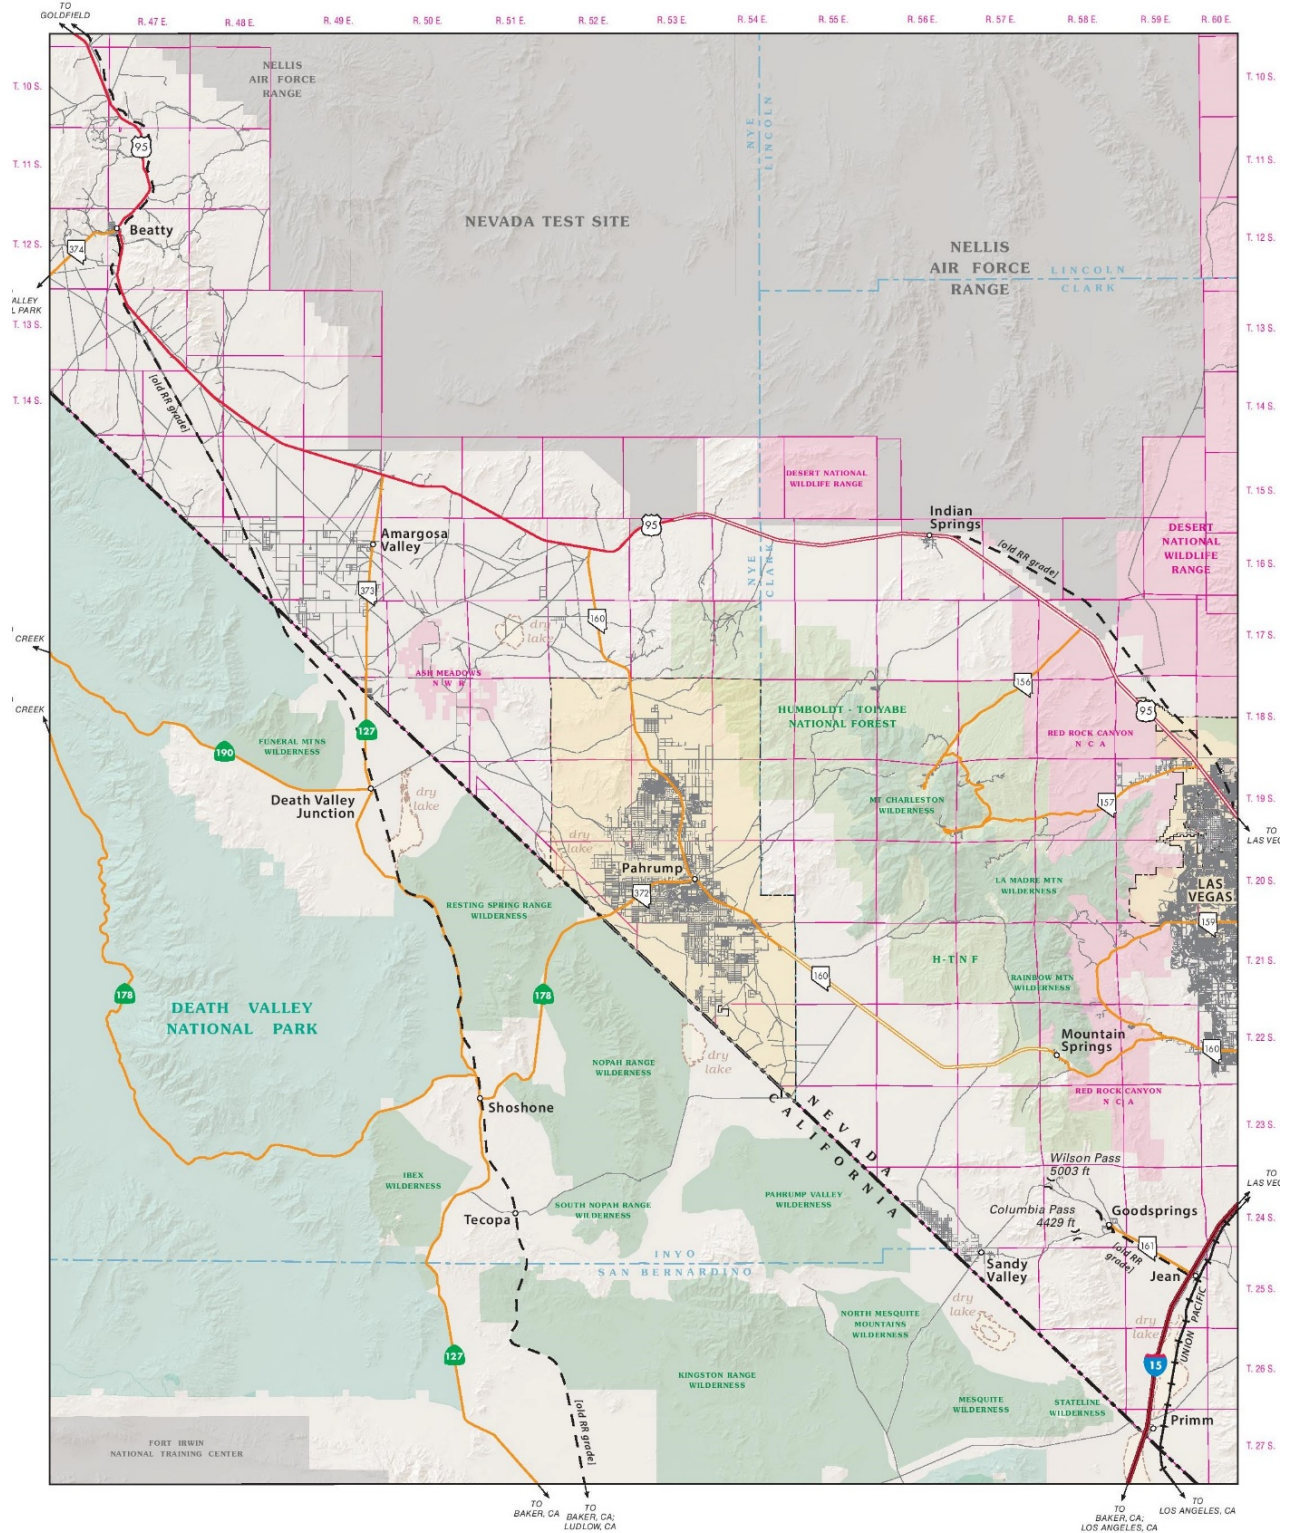 TO
GOLDFIELD
R. 47 E.
R. 48 E.
R. 49 E.
R. 50 E.
R. 51 E.
R. 52 E.
R. 53 E.
R. 54 E.
R. 55 E.
R. 56 E.
R. 57 E.
R. 58 E.
R. 59 E.
R. 60 E.
NELLIS
AIR FORCE
RANGE
T. 10 S.
T. 10 S.
95
NYE
LINCOLN
T. 11 S.
T. 11 S.
NEVADA TEST SITE
Beatty
374
T. 12 S.
T. 12 S.
NELLIS
AIR FORCE
RANGE
LINCOLN
CLARK
ALLEY
L PARK
T. 13 S.
T. 13 S.
[old RR grade]
T. 14 S.
T. 14 S.
DESERT NATIONAL
WILDLIFE RANGE
T. 15 S.
95
Indian
Springs
DESERT
NATIONAL
WILDLIFE
RANGE
Amargosa
Valley
[old RR grade]
NYE
CLARK
T. 16 S.
373
160
dry
lake
T. 17 S.
CREEK
ASH MEADOWS
N W R
156
CREEK
HUMBOLDT - TOIYABE
NATIONAL FOREST
95
T. 18 S.
127
190
FUNERAL MTNS
WILDERNESS
RED ROCK CANYON
N C A
Death Valley
Junction
dry
lake
MT CHARLESTON
WILDERNESS
157
T. 19 S.
TO
LAS VEG
dry
lake
Pahrump
372
LA MADRE MTN
WILDERNESS
LAS
VEGAS
T. 20 S.
RESTING SPRING RANGE
WILDERNESS
159
H-T N F
T. 21 S.
160
RAINBOW MTN
WILDERNESS
178
178
DEATH VALLEY
NATIONAL PARK
Mountain
Springs
T. 22 S.
160
NOPAH RANGE
WILDERNESS
dry
lake
RED ROCK CANYON
N C A
Shoshone
NEVADA
CALIFORNIA
T. 23 S.
Wilson Pass
5003 ft
IBEX
WILDERNESS
TO
LAS VEG
PAHRUMP VALLEY
WILDERNESS
SOUTH NOPAH RANGE
WILDERNESS
Columbia Pass
4429 ft
Goodsprings
Tecopa
T. 24 S.
161
[old RR
grade]
INYO
SAN BERNARDINO
Sandy
Valley
Jean
T. 25 S.
dry
lake
NORTH MESQUITE
MOUNTAINS
WILDERNESS
UNION PACIFIC
dry
lake
127
15
T. 26 S.
KINGSTON RANGE
WILDERNESS
MESQUITE
WILDERNESS
STATELINE
WILDERNESS
Primm
[old RR grade]
FORT IRWIN
NATIONAL TRAINING CENTER
T. 27 S.
TO
BAKER, CA
TO
BAKER, CA;
LUDLOW, CA
TO
BAKER, CA;
LOS ANGELES, CA
TO
LOS ANGELES, CA